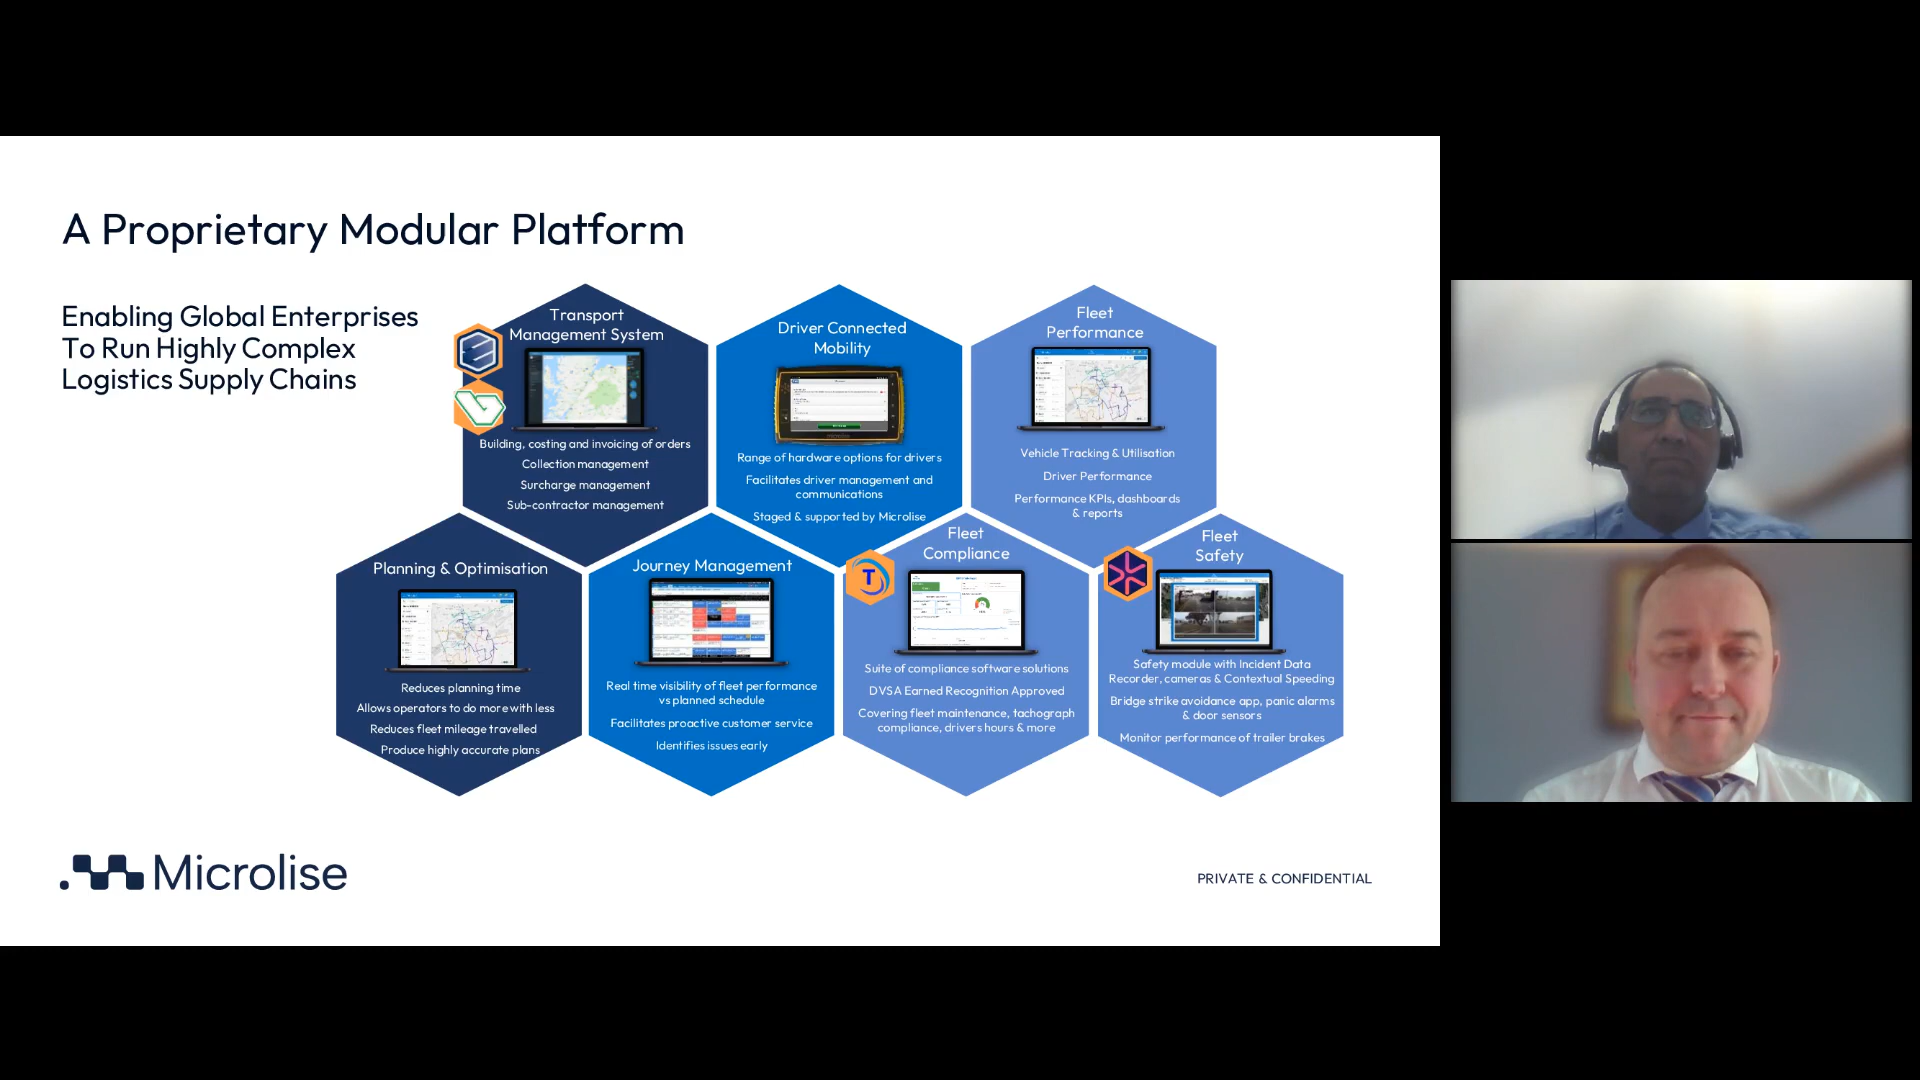 A Proprietary Modular Platform
Enabling Global Enterprises
To Run Highly Complex
Logistics Supply Chains
Transport
Management System
Building, costing and invoicing of orders
Collection management
Surcharge management
Sub-contractor management
Driver Connected
Mobility
Range of hardware options for drivers
Facilitates driver management and
communications
Staged & supported by Microlise
Fleet
Performance
Vehicle Tracking & Utilisation
Driver Performance
Performance KPIs, dashboards
& reports
Planning & Optimisation
Reduces planning time
Allows operators to do more with less
Reduces fleet mileage travelled
Produce highly accurate plans
Journey Management
Real time visibility of fleet performance
vs planned schedule
Facilitates proactive customer service
Identifies issues early
Fleet
Compliance
T
Suite of compliance software solutions
DVSA Earned Recognition Approved
Covering fleet maintenance, tachograph
compliance, drivers hours & more
Fleet
Safety
Safety module with Incident Data
Recorder, cameras & Contextual Speeding
Bridge strike avoidance app, panic alarms
& door sensors
Monitor performance of trailer brakes
Microlise
PRIVATE & CONFIDENTIAL